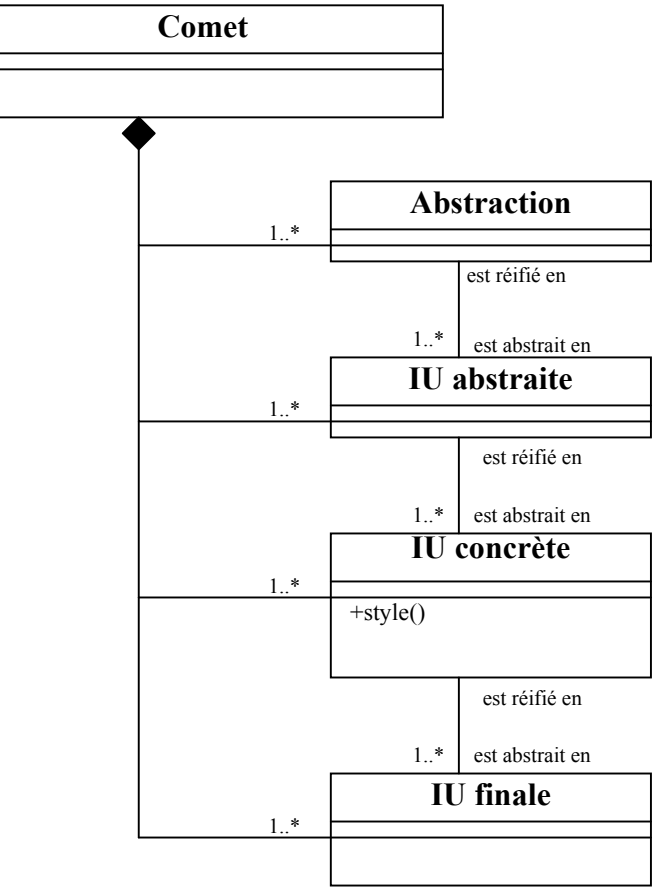 Comet
Abstraction
1..*
est réifié en
1..* est abstrait en
IU abstraite
1..*
est réifié en
1..* est abstrait en
IU concrète
1..*
+style()
est réifié en
1..* est abstrait en
IU finale
1..*